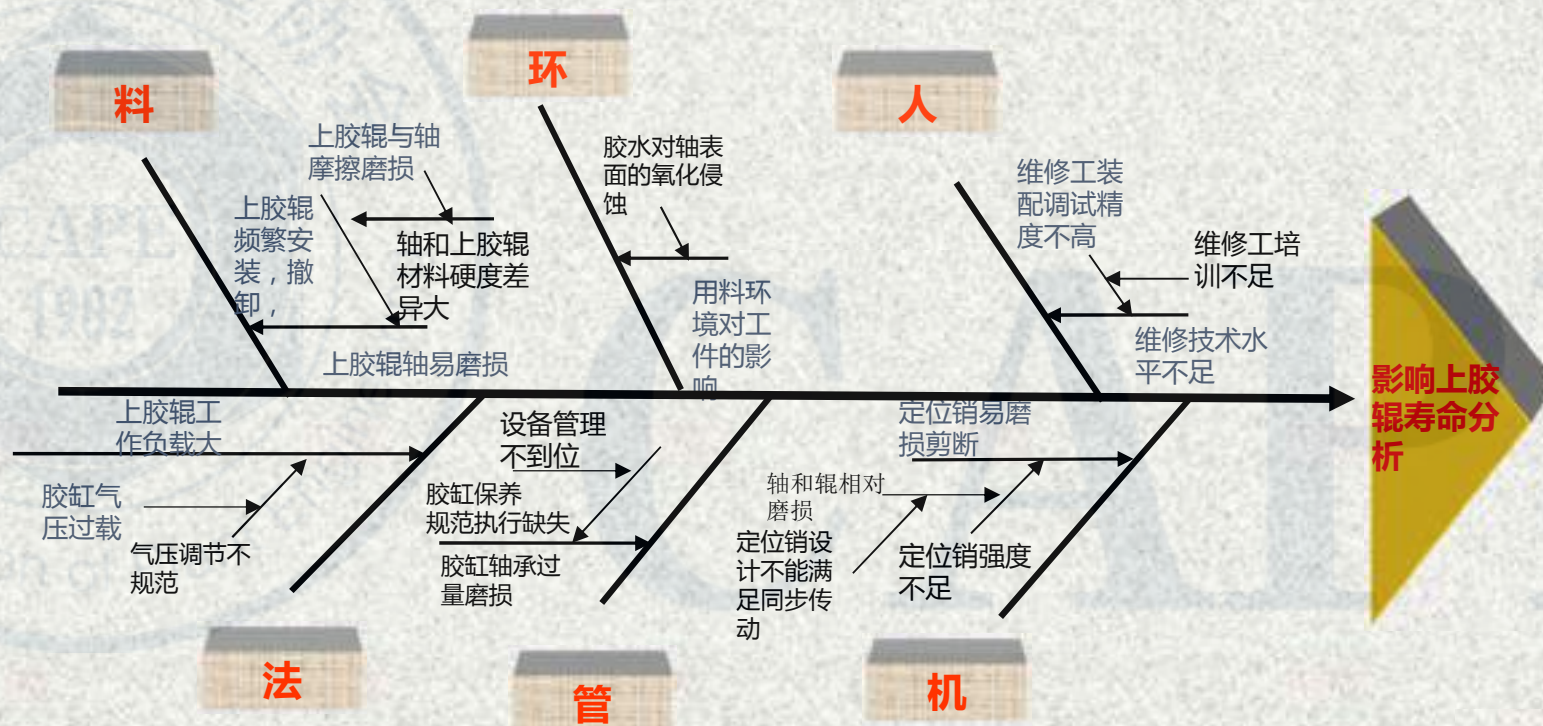 料
环
人
上胶辊与轴
摩擦磨损
上胶辊
频繁安
装，撤
卸，
轴和上胶辊
材料硬度差
异大
上胶辊轴易磨损
胶水对轴表
面的氧化侵
蚀
用料环
境对工
件的影
响
维修工装
配调试精
度不高
维修工培
训不足
维修技术水
平不足
影响上胶
辊寿命分
析
上胶辊工
作负载大
胶缸气
压过载
气压调节不
规范
设备管理
不到位
胶缸保养
规范执行缺失
胶缸轴承过
量磨损
定位销易磨
损剪断
轴和辊相对
磨损
定位销设
计不能满
足同步传
动
定位销强度
不足
法
管
机